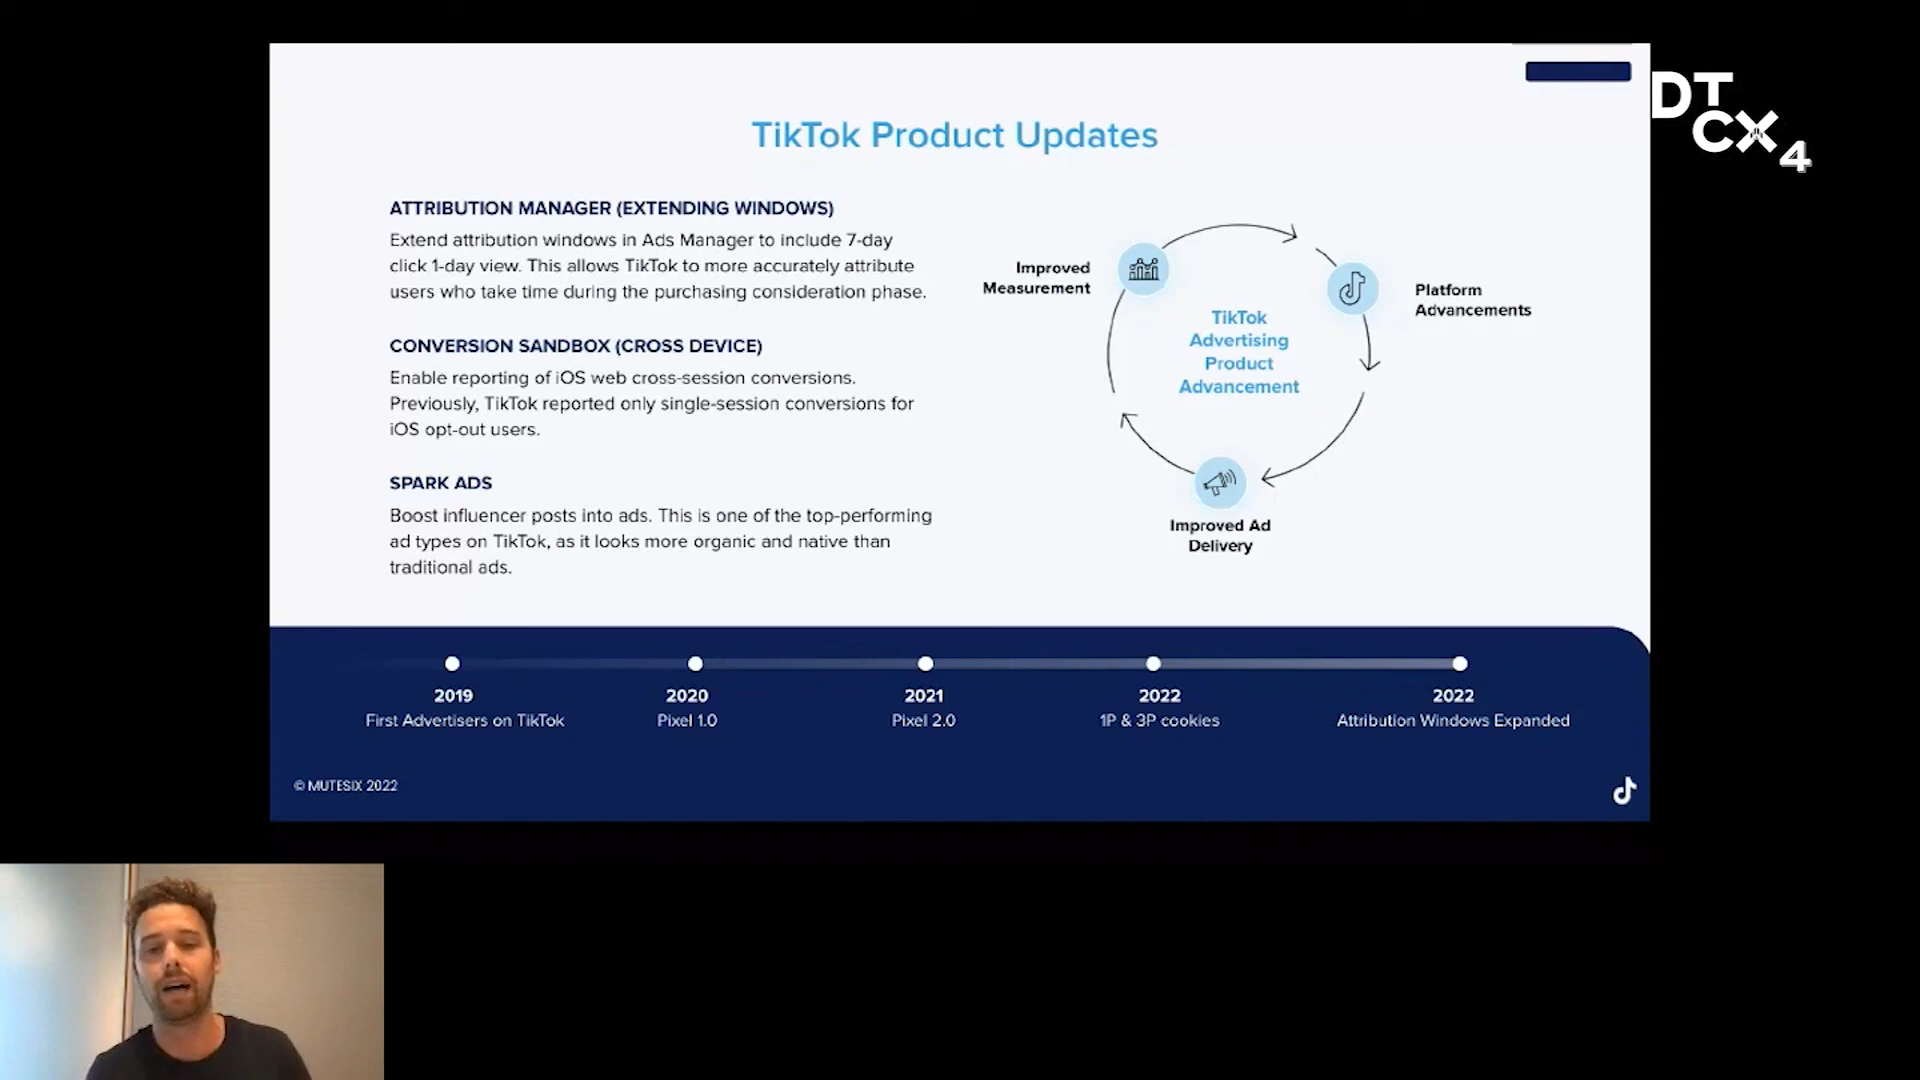 DT
CX
4
TikTok Product Updates
ATTRIBUTION MANAGER (EXTENDING WINDOWS)
Extend attribution windows in Ads Manager to include 7-day
click 1-day view. This allows TikTok to more accurately attribute
users who take time during the purchasing consideration phase.
CONVERSION SANDBOX (CROSS DEVICE)
Enable reporting of iOS web cross-session conversions.
Previously, TikTok reported only single-session conversions for
iOS opt-out users.
SPARK ADS
Boost influencer posts into ads. This is one of the top-performing
ad types on TikTok, as it looks more organic and native than
traditional ads.
Improved
Measurement
Platform
Advancements
TikTok
Advertising
Product
Advancement
Improved Ad
Delivery
2019
First Advertisers on TikTok
2020
Pixel 1.0
2021
Pixel 2.0
2022
1P & 3P cookies
2022
Attribution Windows Expanded
© MUTESIX 2022